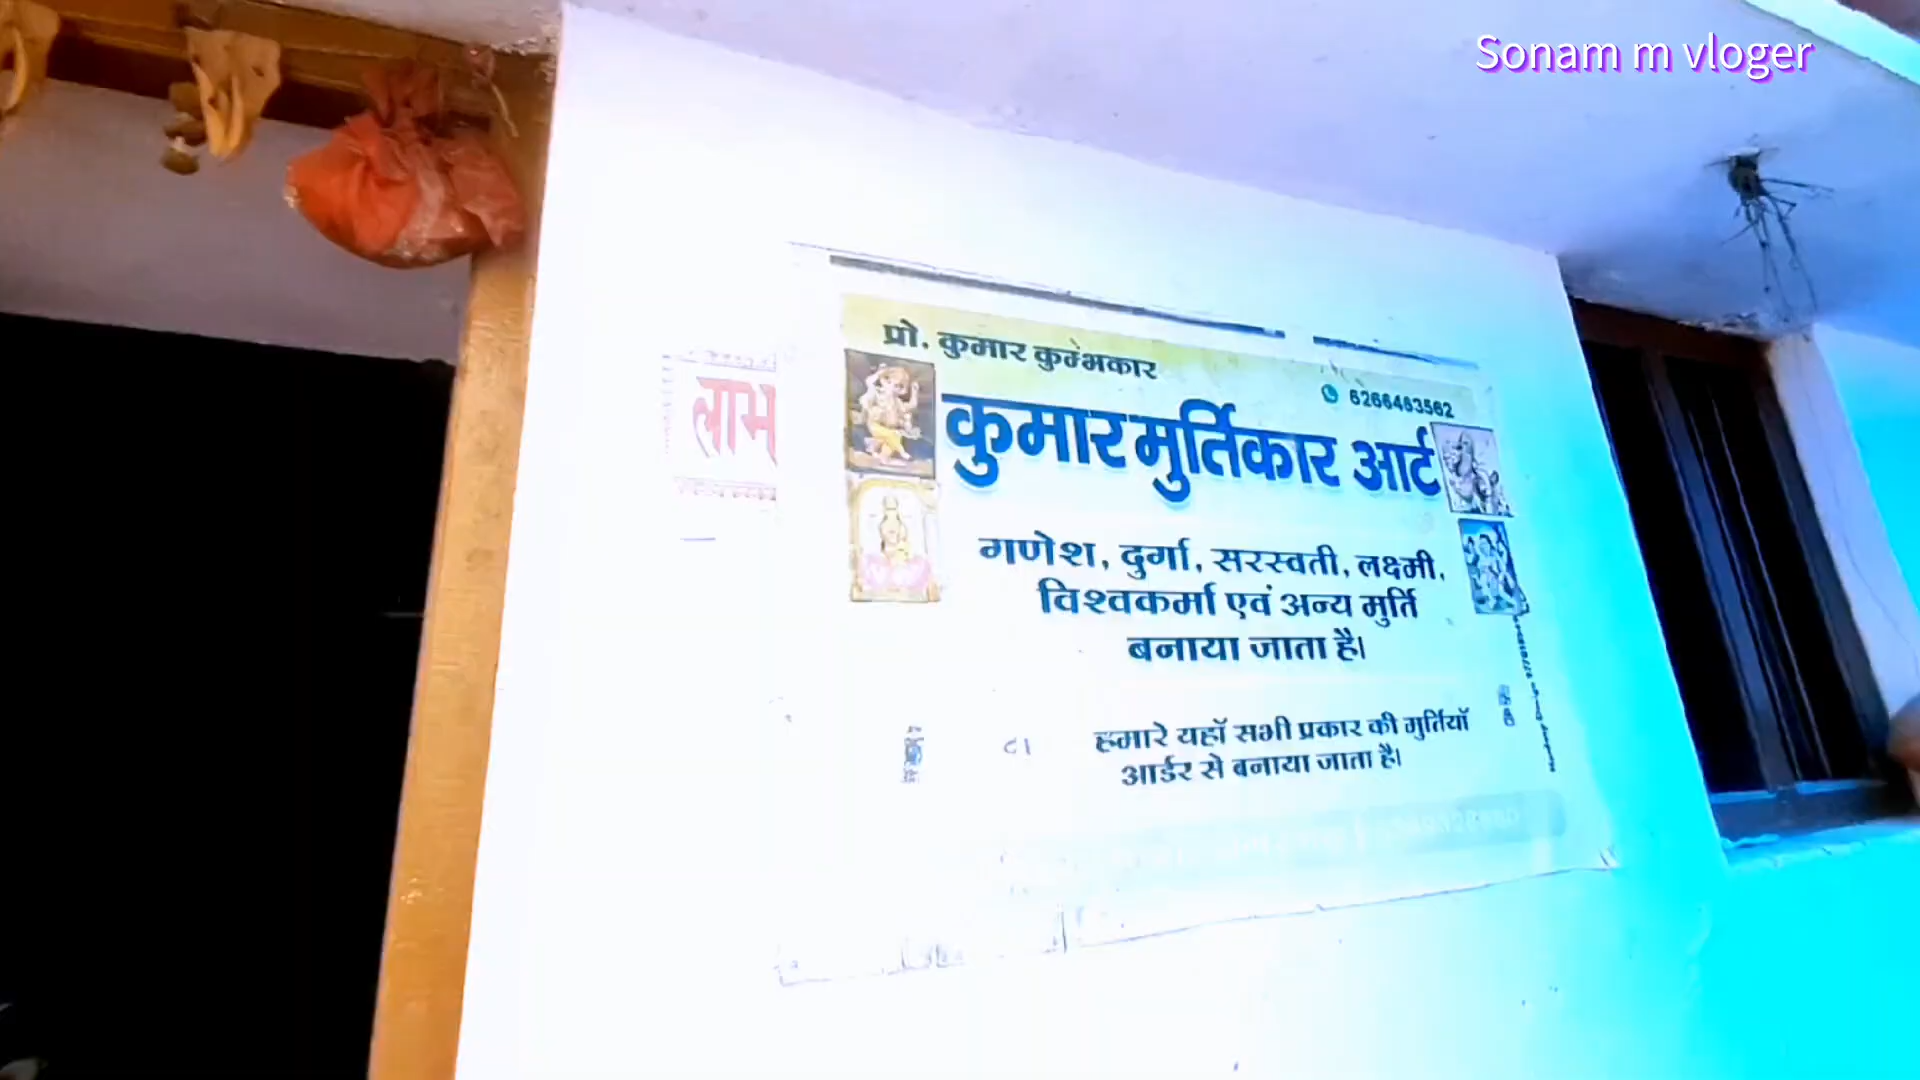 Sonam m vloger
प्रो. कुमार कुम्भकार
6266463562
लाभ
कुमार मुर्तिकार आर्ट
गणेश, दुर्गा, सरस्वती, लक्ष्मी,
विश्वकर्मा एवं अन्य मुर्ति
बनाया जाता है।
हमारे यहाँ सभी प्रकार की मुर्तियाँ
आर्डर से बनाया जाता है।